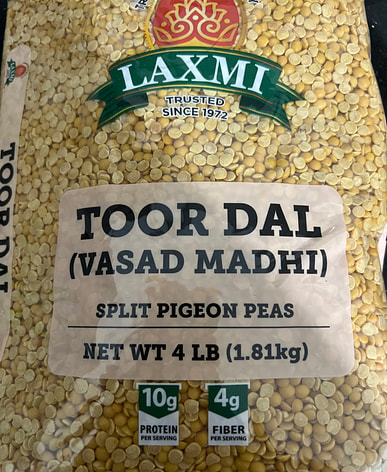 LAXMI
TRUSTED
SINCE 1972
TOOR DAL
TOOR DAL
(VASAD MADHI)
SPLIT PIGEON PEAS
NET WT 4 LB (1.81kg)
10g
PROTEIN
PER SERVING
4g
FIBER
PER SERVING